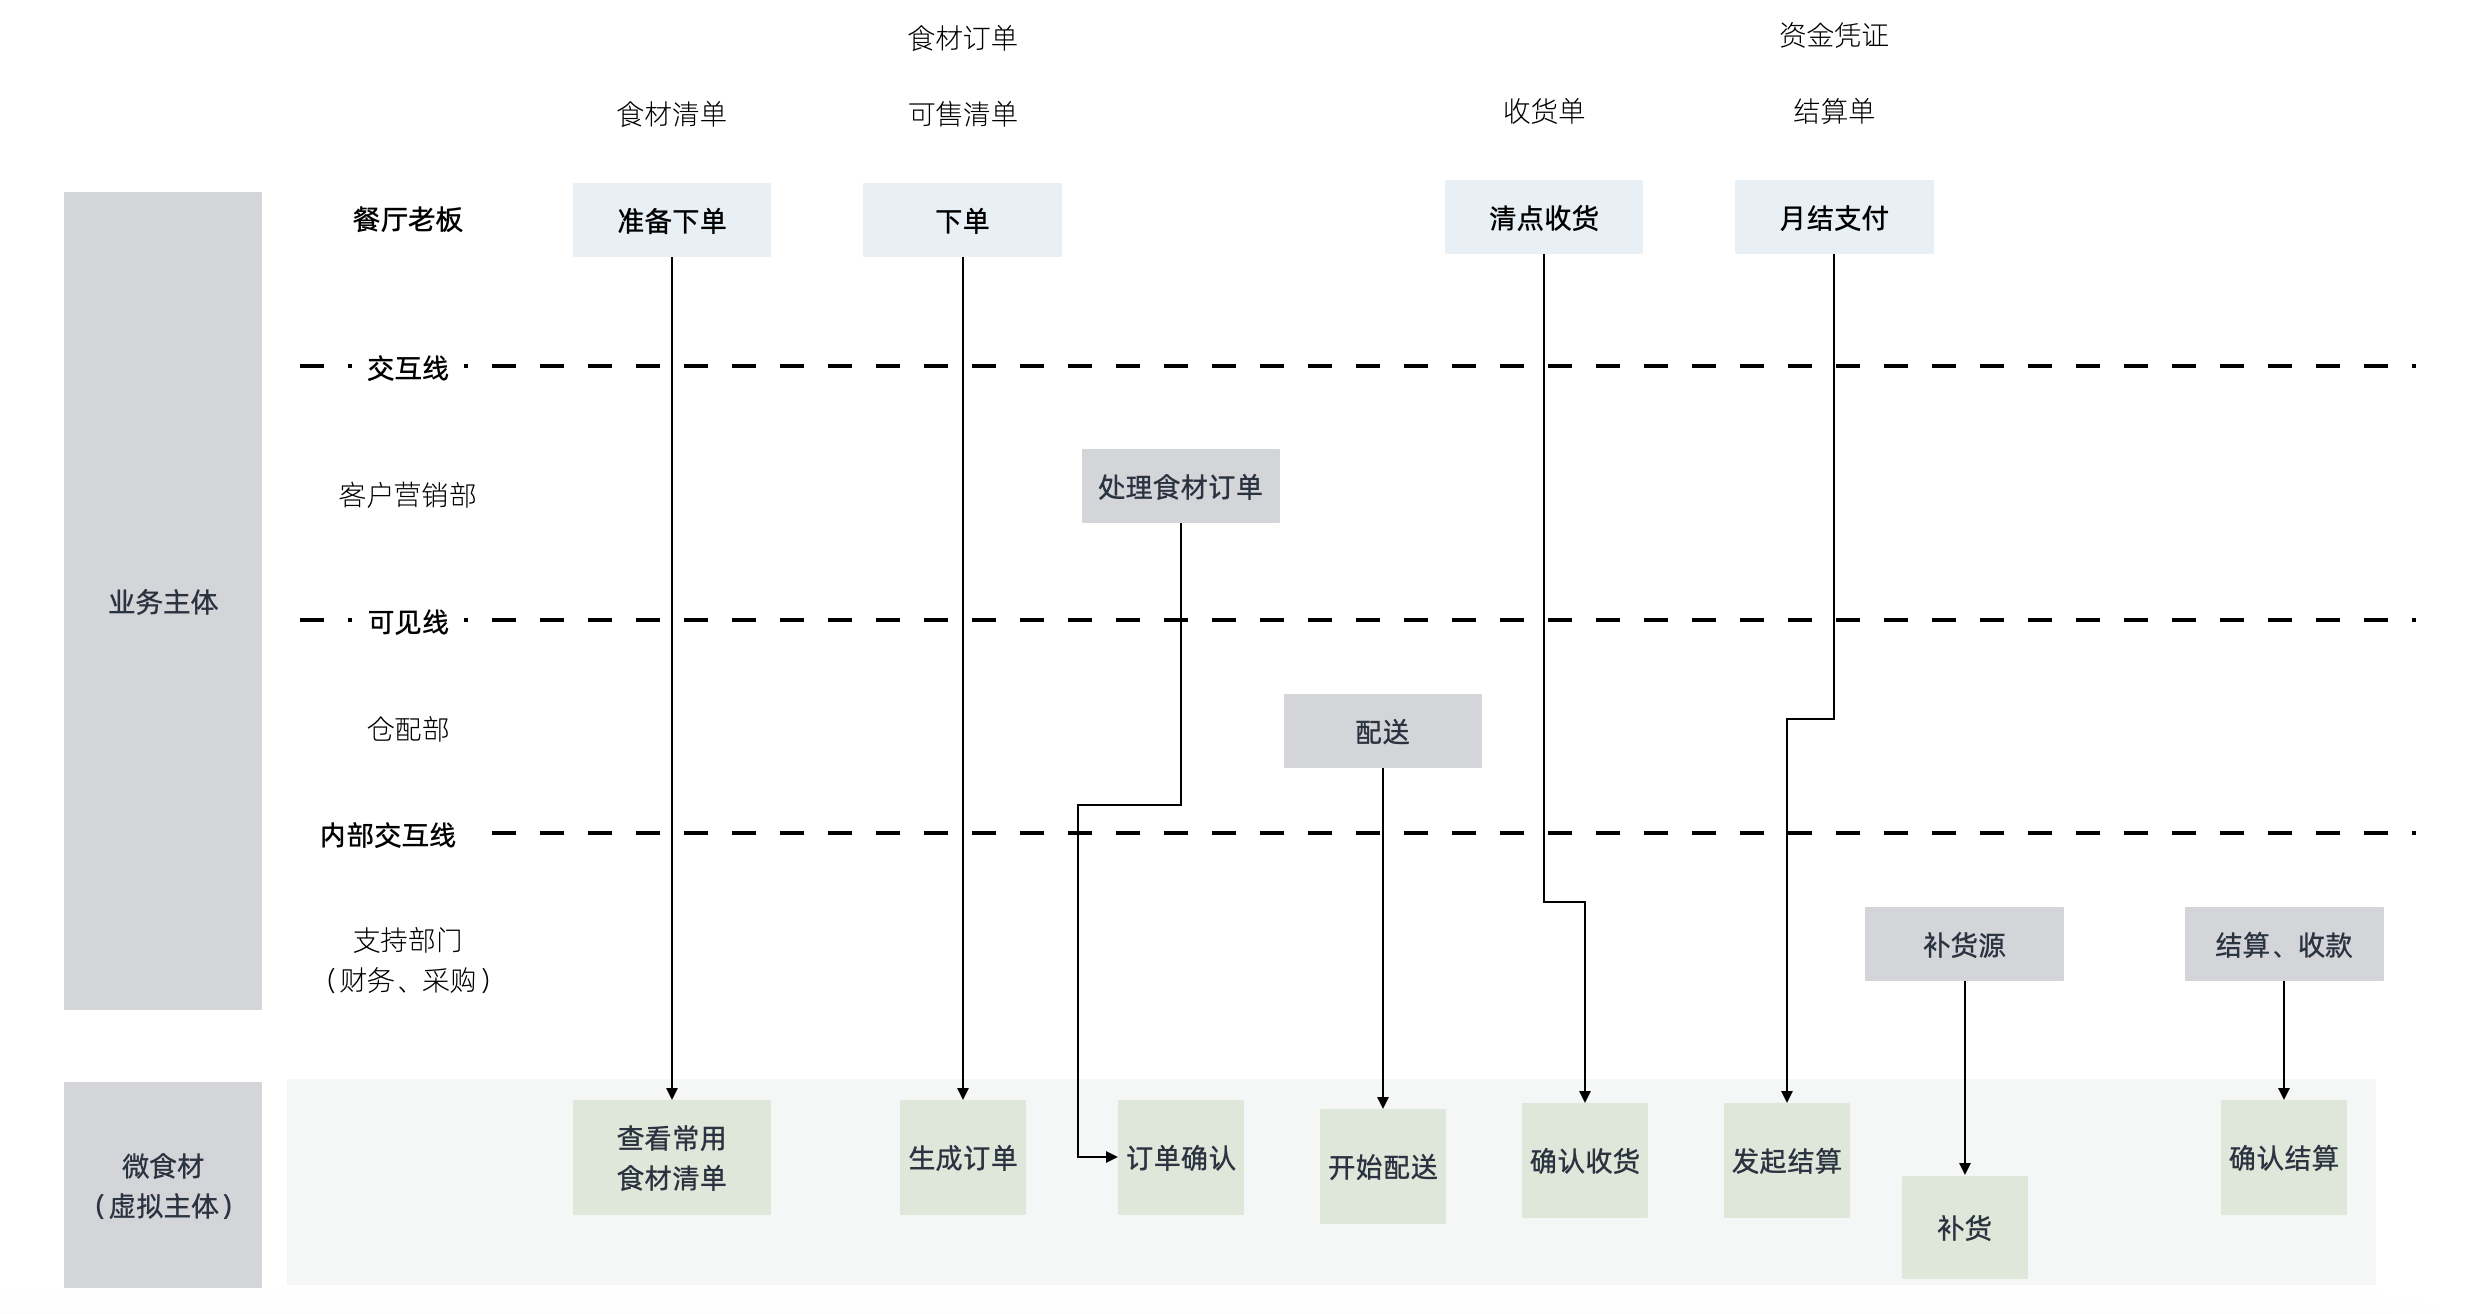 食材订单
资金凭证
食材清单
可售清单
收货单
结算单
餐厅老板
准备下单
下单
清点收货
月结支付
交互线
客户营销部
处理食材订单
业务主体
可见线
仓配部
配送
内部交互线
支持部门
（财务、采购）
补货源
结算、收款
微食材
（虚拟主体）
查看常用
食材清单
生成订单
订单确认
开始配送
确认收货
发起结算
补货
确认结算